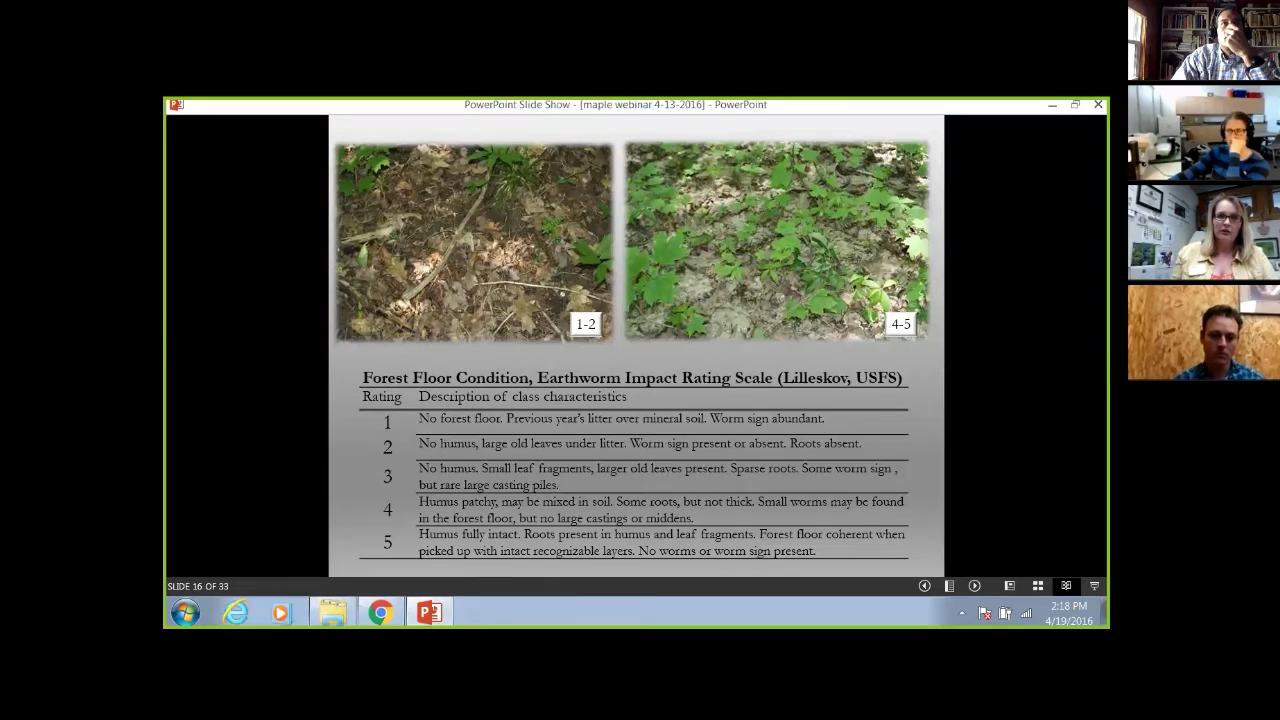 PowerPoint Slide Show - [maple webinar 4-13-2016] - PowerPoint
1-2
4-5
Forest Floor Condition, Earthworm Impact Rating Scale (Lilleskov, USFS)
Rating Description of class characteristics
1 No forest floor. Previous year's litter over mineral soil. Worm sign abundant.
2 No humus, large old leaves under litter. Worm sign present or absent. Roots absent.
3 No humus. Small leaf fragments, larger old leaves present. Sparse roots. Some worm sign ,
but rare large casting piles.
4 Humus patchy, may be mixed in soil. Some roots, but not thick. Small worms may be found
in the forest floor, but no large castings or middens.
5 Humus fully intact. Roots present in humus and leaf fragments. Forest floor coherent when
picked up with intact recognizable layers. No worms or worm sign present.
SLIDE 16 OF 33
2:18 PM
4/19/2016